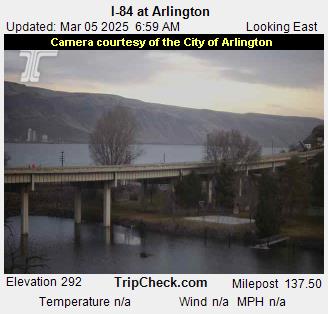 I-84 at Arlington
Updated: Mar 05 2025 6:59 AM Looking East
Camera courtesy of the City of Arlington
Elevation 292 TripCheck.com Milepost 137.50
Temperature n/a Wind n/a MPH n/a